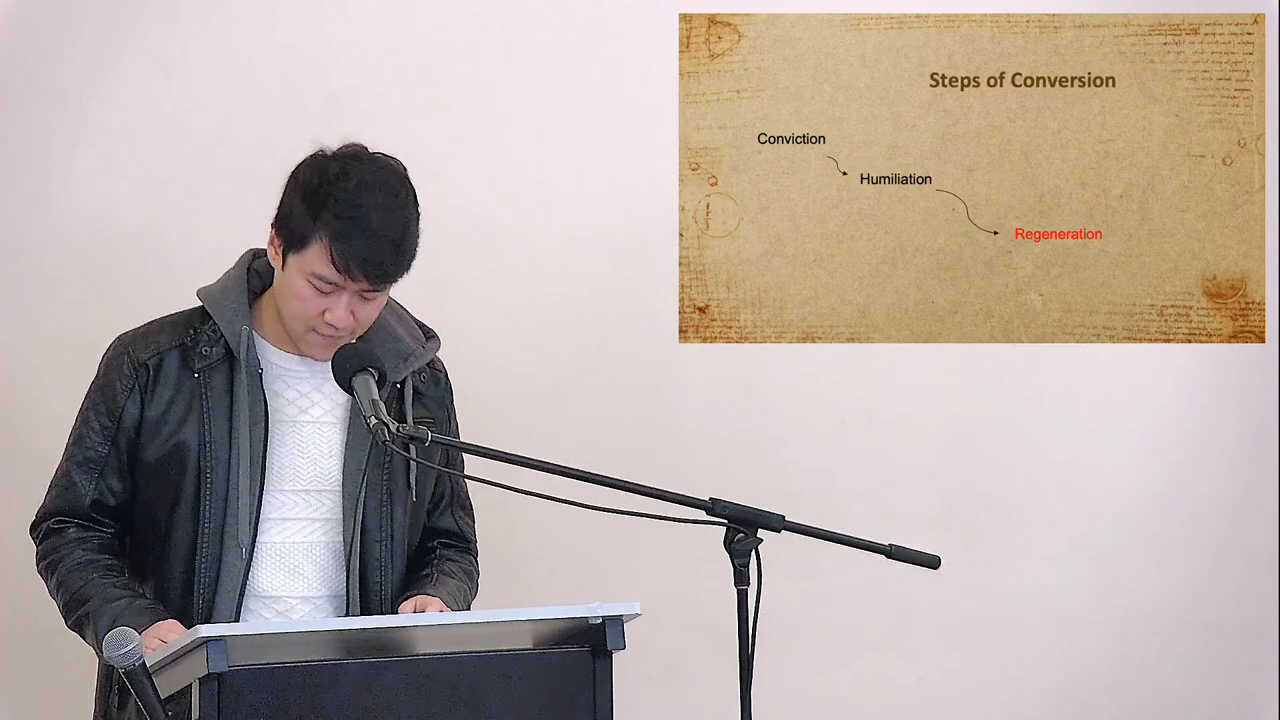 Steps of Conversion
Conviction
Humiliation
Regeneration